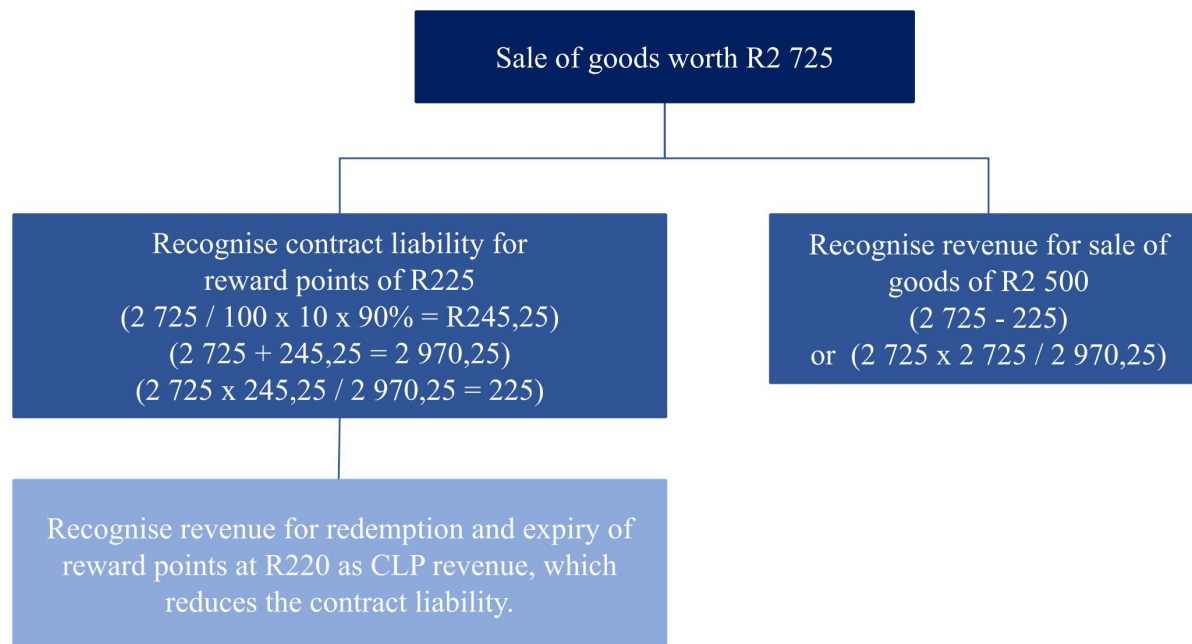 Sale of goods worth R2 725
Recognise contract liability for
reward points of R225
(2 725 / 100 x 10 x 90% = R245,25)
(2 725 + 245,25 = 2 970,25)
(2 725 x 245,25 / 2 970,25 = 225)
Recognise revenue for sale of
goods of R2 500
(2 725 - 225)
or (2 725 x 2 725 / 2 970,25)
Recognise revenue for redemption and expiry of
reward points at R220 as CLP revenue, which
reduces the contract liability.